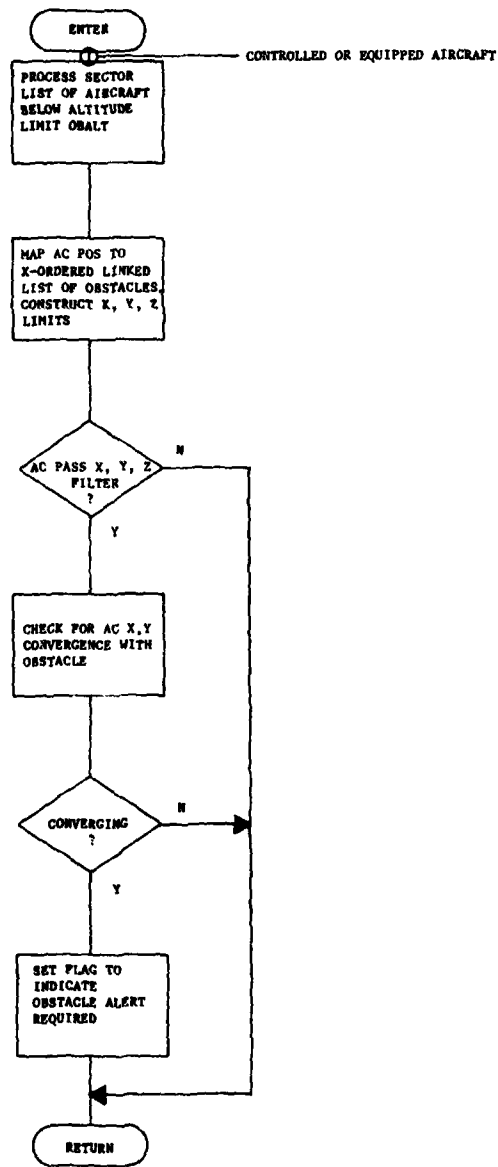 ENTER
CONTROLLED OR EQUIPPED AIRCRAFT
PROCESS SECTOR
LIST OF AIRCRAFT
BELOW ALTITUDE
LIMIT OBALT
MAP AC POS TO
X-ORDERED LINKED
LIST OF OBSTACLES.
CONSTRUCT X, Y, Z
LIMITS
N
AC PASS X, Y, Z
FILTER
?
Y
CHECK FOR AC X,Y
CONVERGENCE WITH
OBSTACLE
N
CONVERGING
?
Y
SET FLAG TO
INDICATE
OBSTACLE ALERT
REQUIRED
RETURN